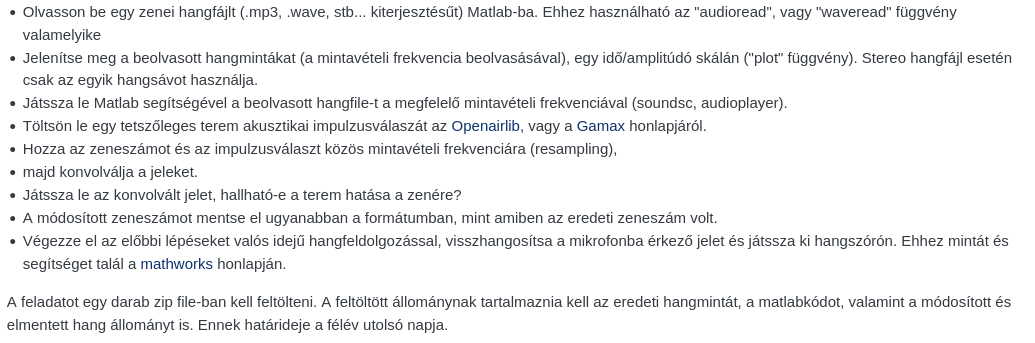 • Olvasson be egy zenei hangfájlt (.mp3, .wave, stb... kiterjesztésűt) Matlab-ba. Ehhez használható az "audioread", vagy "waveread" függvény
valamelyike
• Jelenítse meg a beolvasott hangmintákat (a mintavételi frekvencia beolvasásával), egy idő/amplitúdó skálán ("plot" függvény). Stereo hangfájl esetén
csak az egyik hangsávot használja.
• Játssza le Matlab segítségével a beolvasott hangfile-t a megfelelő mintavételi frekvenciával (soundsc, audioplayer).
• Töltsön le egy tetszőleges terem akusztikai impulzusválaszát az Openairlib, vagy a Gamax honlapjáról.
• Hozza az zeneszámot és az impulzusválaszt közös mintavételi frekvenciára (resampling),
• majd konvolválja a jeleket.
• Játssza le az konvolvált jelet, hallható-e a terem hatása a zenére?
• A módosított zeneszámot mentse el ugyanabban a formátumban, mint amiben az eredeti zeneszám volt.
• Végezze el az előbbi lépéseket valós idejű hangfeldolgozással, visszhangosítsa a mikrofonba érkező jelet és játssza ki hangszórón. Ehhez mintát és
segítséget talál a mathworks honlapján.
A feladatot egy darab zip file-ban kell feltölteni. A feltöltött állománynak tartalmaznia kell az eredeti hangmintát, a matlabkódot, valamint a módosított és
elmentett hang állományt is. Ennek határideje a félév utolsó napja.